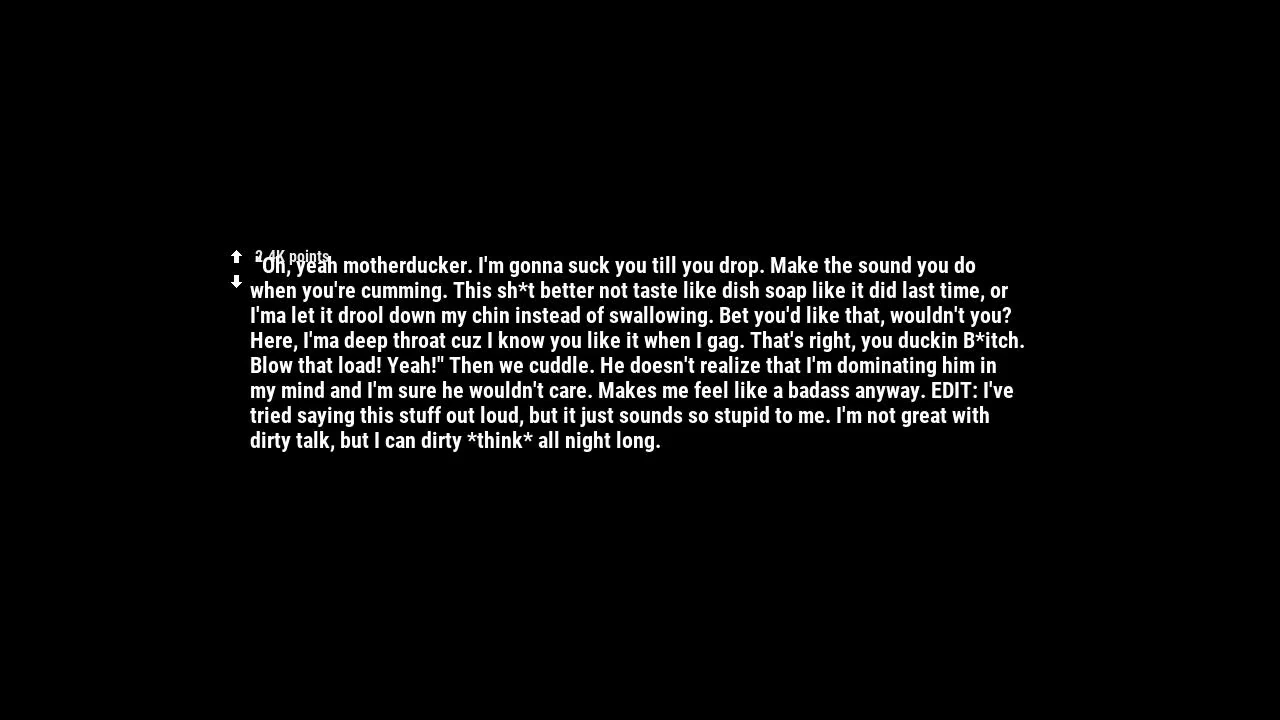 2.4K points
"Oh, yeah motherducker. I'm gonna suck you till you drop. Make the sound you do
when you're cumming. This sh*t better not taste like dish soap like it did last time, or
I'ma let it drool down my chin instead of swallowing. Bet you'd like that, wouldn't you?
Here, I'ma deep throat cuz I know you like it when I gag. That's right, you duckin B*itch.
Blow that load! Yeah!" Then we cuddle. He doesn't realize that I'm dominating him in
my mind and I'm sure he wouldn't care. Makes me feel like a badass anyway. EDIT: I've
tried saying this stuff out loud, but it just sounds so stupid to me. I'm not great with
dirty talk, but I can dirty *think* all night long.